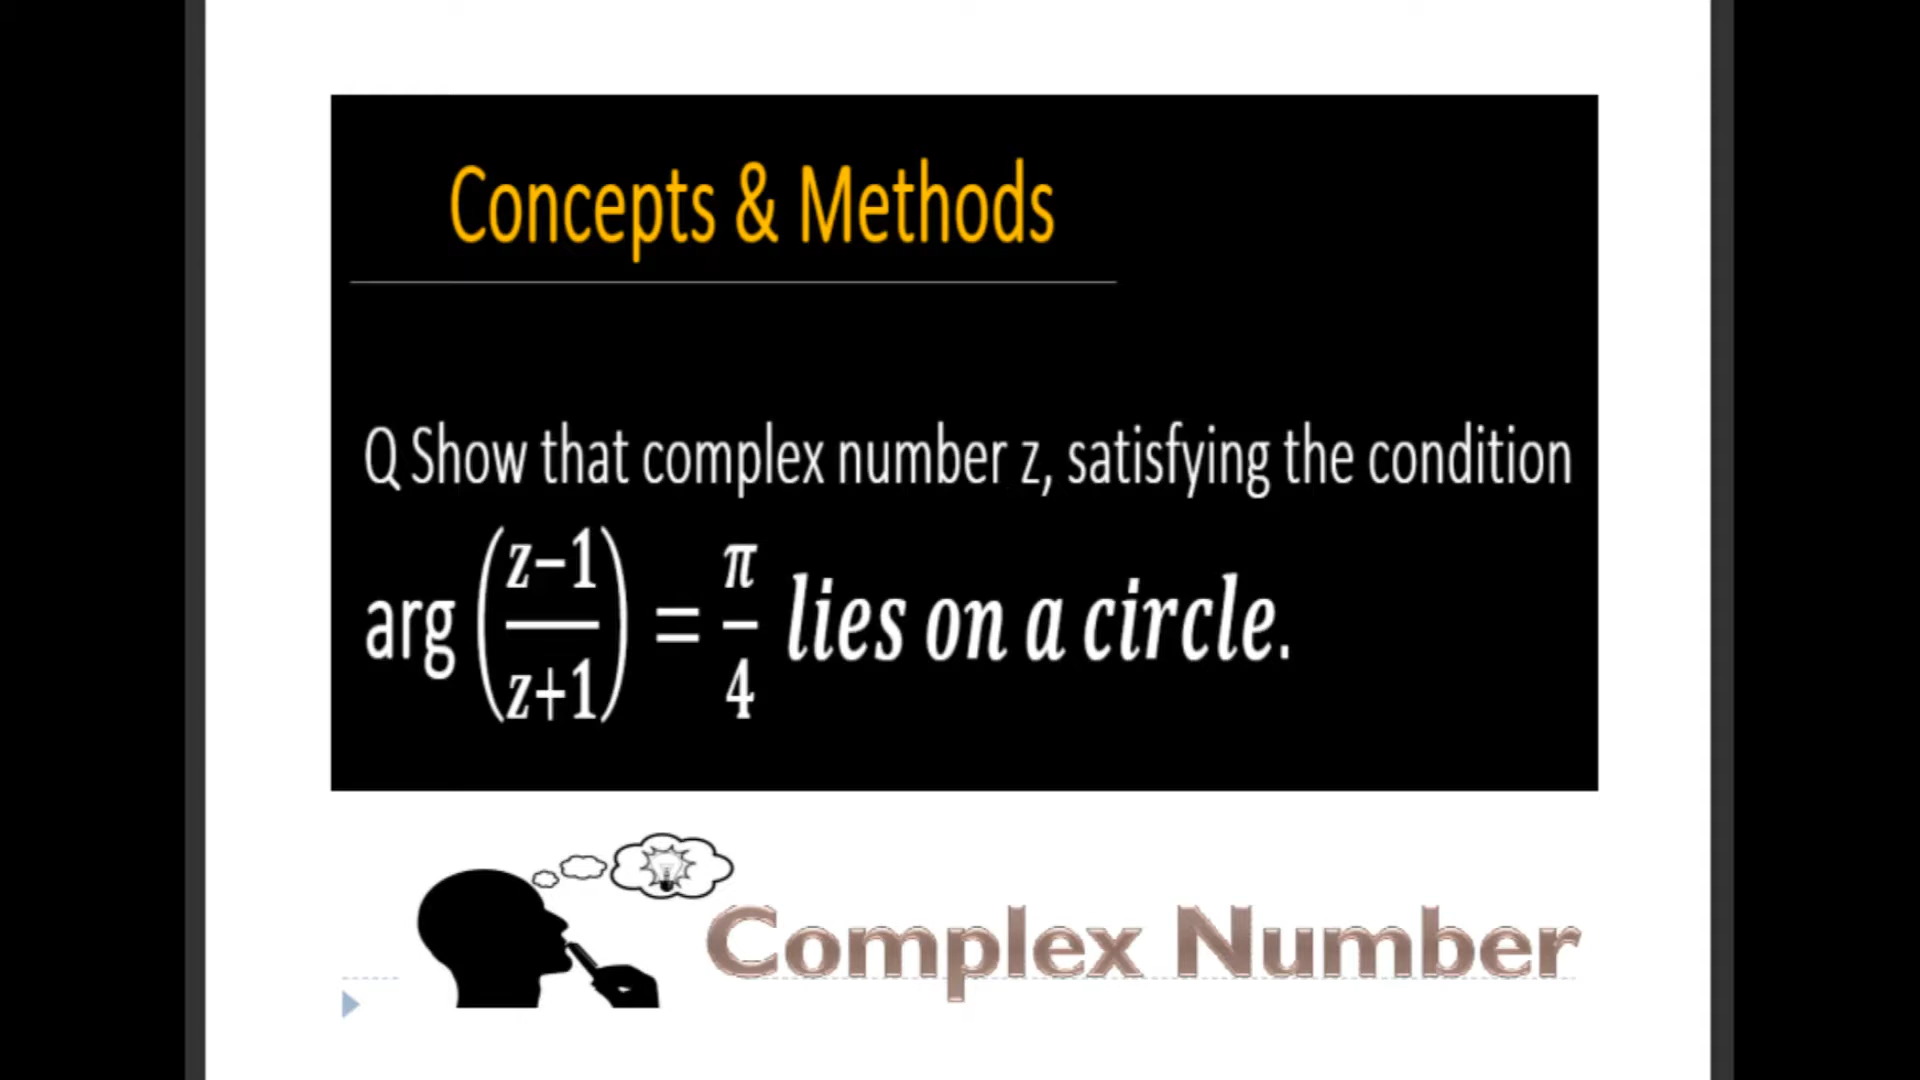 Concepts & Methods
Q Show that complex number z, satisfying the condition
arg (z−1/z+1) = π/4 lies on a circle.
Complex Number